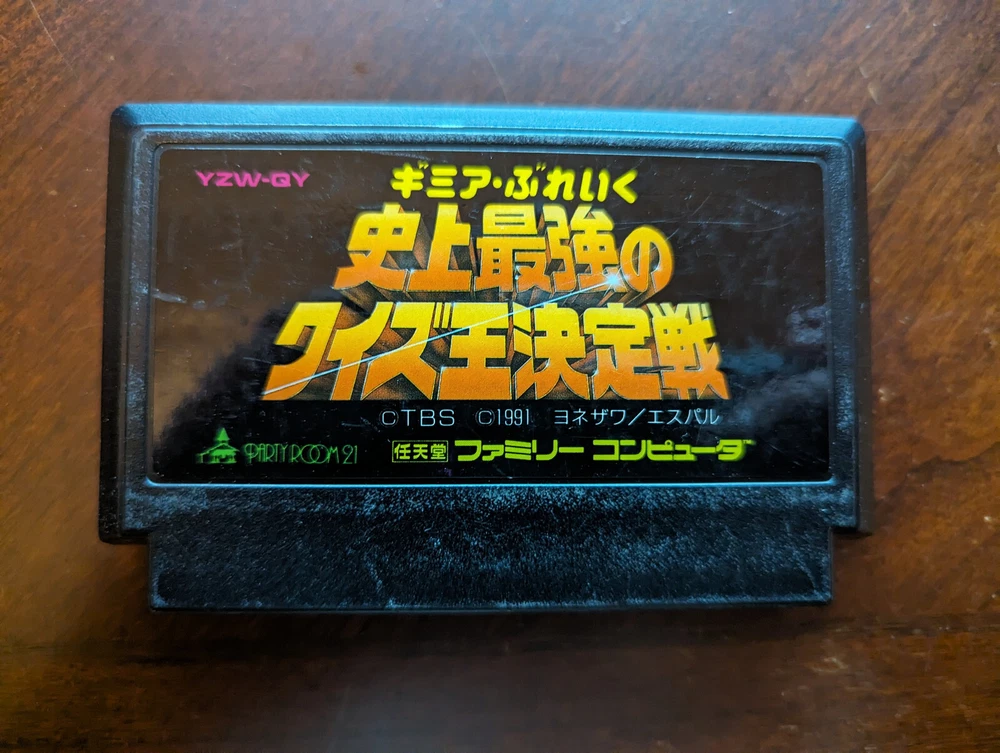 YZW-QY
ギミア・ぶれいく
史上最強の
クイズ王決定戦
©TBS ©1991 ヨネザワ/エスパル
PARTY ROOM 21
任天堂 ファミリー コンピュータ